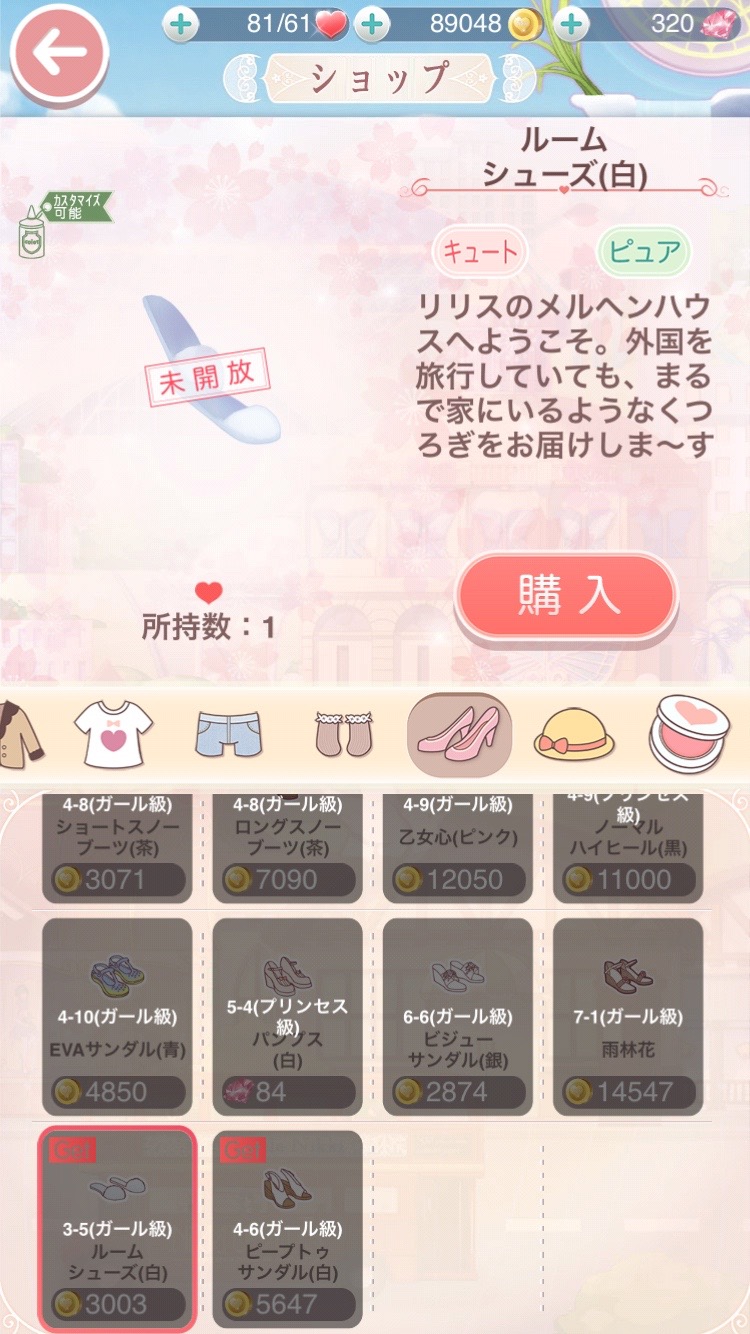 81/61
89048
320
ショップ
ルーム
シューズ(白)
カスタマイズ
可能
キュート
ピュア
リリスのメルヘンハウ
スへようこそ。外国を
旅行していても、まる
で家にいるようなくつ
ろぎをお届けしま〜す
未開放
所持数：1
購入
4-8(ガール級)
ショートスノー
ブーツ(茶)
3071
4-8(ガール級)
ロングスノー
ブーツ(茶)
7090
4-9(ガール級)
乙女心(ピンク)
12050
4-9(プリンセス
級)
ノーマル
ハイヒール(黒)
11000
4-10(ガール級)
EVAサンダル(青)
4850
5-4(プリンセス
級)
パンプス
(白)
84
6-6(ガール級)
ビジュー
サンダル(銀)
2874
7-1(ガール級)
雨林花
14547
3-5(ガール級)
ルーム
シューズ(白)
3003
4-6(ガール級)
ピープトゥ
サンダル(白)
5647